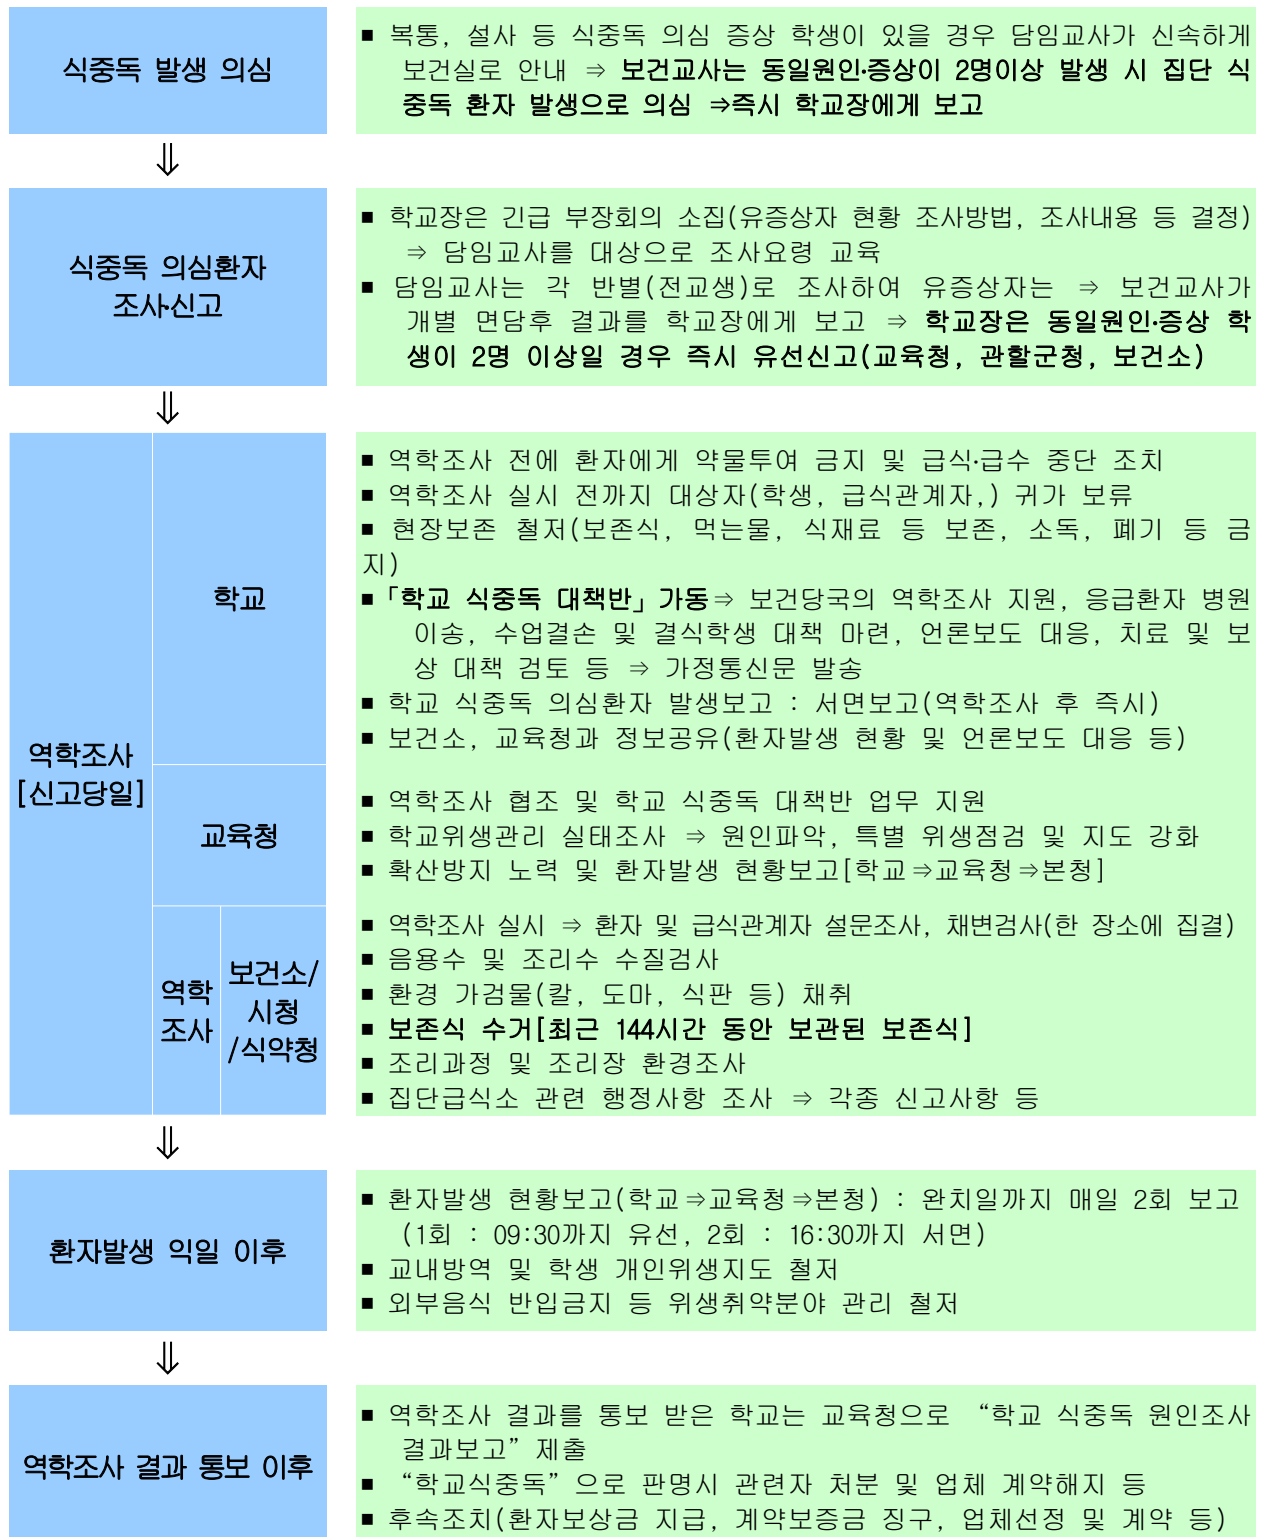 식중독 발생 의심
▪ 복통, 설사 등 식중독 의심 증상 학생이 있을 경우 담임교사가 신속하게
보건실로 안내 ⇒ 보건교사는 동일원인·증상이 2명이상 발생 시 집단 식
중독 환자 발생으로 의심 ⇒즉시 학교장에게 보고
⇓
식중독 의심환자
조사·신고
▪ 학교장은 긴급 부장회의 소집(유증상자 현황 조사방법, 조사내용 등 결정)
⇒ 담임교사를 대상으로 조사요령 교육
▪ 담임교사는 각 반별(전교생)로 조사하여 유증상자는 ⇒ 보건교사가
개별 면담후 결과를 학교장에게 보고 ⇒ 학교장은 동일원인·증상 학
생이 2명 이상일 경우 즉시 유선신고(교육청, 관할군청, 보건소)
⇓
역학조사
[신고당일]
학교
▪ 역학조사 전에 환자에게 약물투여 금지 및 급식·급수 중단 조치
▪ 역학조사 실시 전까지 대상자(학생, 급식관계자,) 귀가 보류
▪ 현장보존 철저(보존식, 먹는물, 식재료 등 보존, 소독, 폐기 등 금
지)
▪「학교 식중독 대책반」가동⇒ 보건당국의 역학조사 지원, 응급환자 병원
이송, 수업결손 및 결식학생 대책 마련, 언론보도 대응, 치료 및 보
상 대책 검토 등 ⇒ 가정통신문 발송
▪ 학교 식중독 의심환자 발생보고 : 서면보고(역학조사 후 즉시)
▪ 보건소, 교육청과 정보공유(환자발생 현황 및 언론보도 대응 등)
교육청
▪ 역학조사 협조 및 학교 식중독 대책반 업무 지원
▪ 학교위생관리 실태조사 ⇒ 원인파악, 특별 위생점검 및 지도 강화
▪ 확산방지 노력 및 환자발생 현황보고[학교⇒교육청⇒본청]
역학
조사
보건소/
시청
/식약청
▪ 역학조사 실시 ⇒ 환자 및 급식관계자 설문조사, 채변검사(한 장소에 집결)
▪ 음용수 및 조리수 수질검사
▪ 환경 가검물(칼, 도마, 식판 등) 채취
▪ 보존식 수거[최근 144시간 동안 보관된 보존식]
▪ 조리과정 및 조리장 환경조사
▪ 집단급식소 관련 행정사항 조사 ⇒ 각종 신고사항 등
⇓
환자발생 익일 이후
▪ 환자발생 현황보고(학교⇒교육청⇒본청) : 완치일까지 매일 2회 보고
(1회 : 09:30까지 유선, 2회 : 16:30까지 서면)
▪ 교내방역 및 학생 개인위생지도 철저
▪ 외부음식 반입금지 등 위생취약분야 관리 철저
⇓
역학조사 결과 통보 이후
▪ 역학조사 결과를 통보 받은 학교는 교육청으로 “학교 식중독 원인조사
결과보고” 제출
▪ “학교식중독” 으로 판명시 관련자 처분 및 업체 계약해지 등
▪ 후속조치(환자보상금 지급, 계약보증금 징구, 업체선정 및 계약 등)